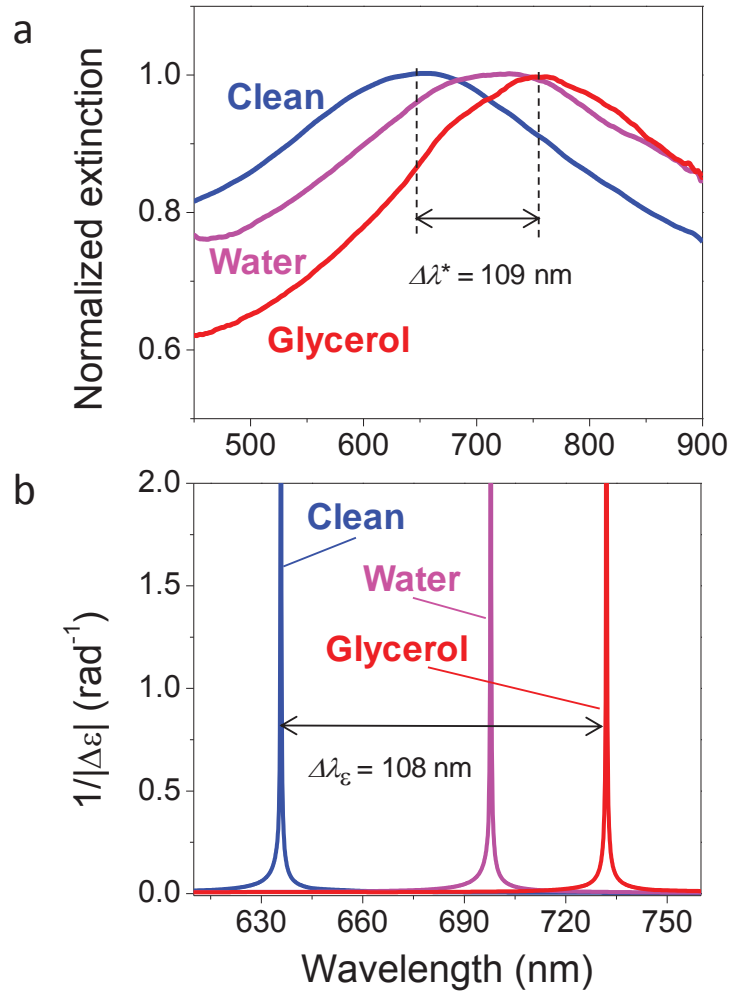 a
Normalized extinction
1.0
0.8
0.6
Clean
Water
Glycerol
Δλ* = 109 nm
500 600 700 800 900
b
1/|Δε| (rad⁻¹)
2.0
1.5
1.0
0.5
0.0
Clean
Water
Glycerol
Δλε = 108 nm
630 660 690 720 750
Wavelength (nm)